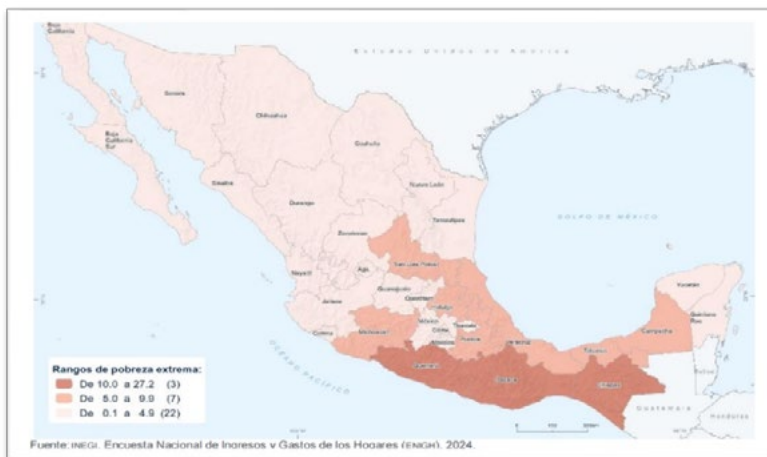 Baja
California
Estados Unidos de América
Sonora
Chihuahua
Baja
California
Sur
Coahuila
Sinaloa
Nuevo León
Durango
Tamaulipas
Zacatecas
GOLFO DE MÉXICO
San Luis Potosí
Nayarit
Ags.
Yucatán
Guanajuato
Querétaro
Jalisco
Hidalgo
Quintana
Roo
Campeche
México
Tlaxcala
Colima
Michoacán
Cdmx
Morelos
Puebla
Veracruz
Tabasco
OCÉANO PACÍFICO
Guerrero
Oaxaca
Chiapas
Belice
Guatemala
Honduras
Rangos de pobreza extrema:
De 10.0 a 27.2 (3)
De 5.0 a 9.9 (7)
De 0.1 a 4.9 (22)
Fuente: INEGI. Encuesta Nacional de Ingresos y Gastos de los Hogares (ENIGH), 2024.